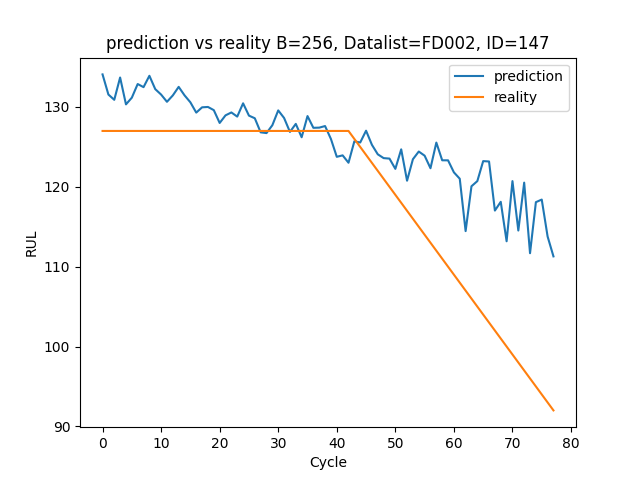 prediction vs reality B=256, Datalist=FD002, ID=147
prediction
reality
130
120
110
100
90
RUL
0 10 20 30 40 50 60 70 80
Cycle